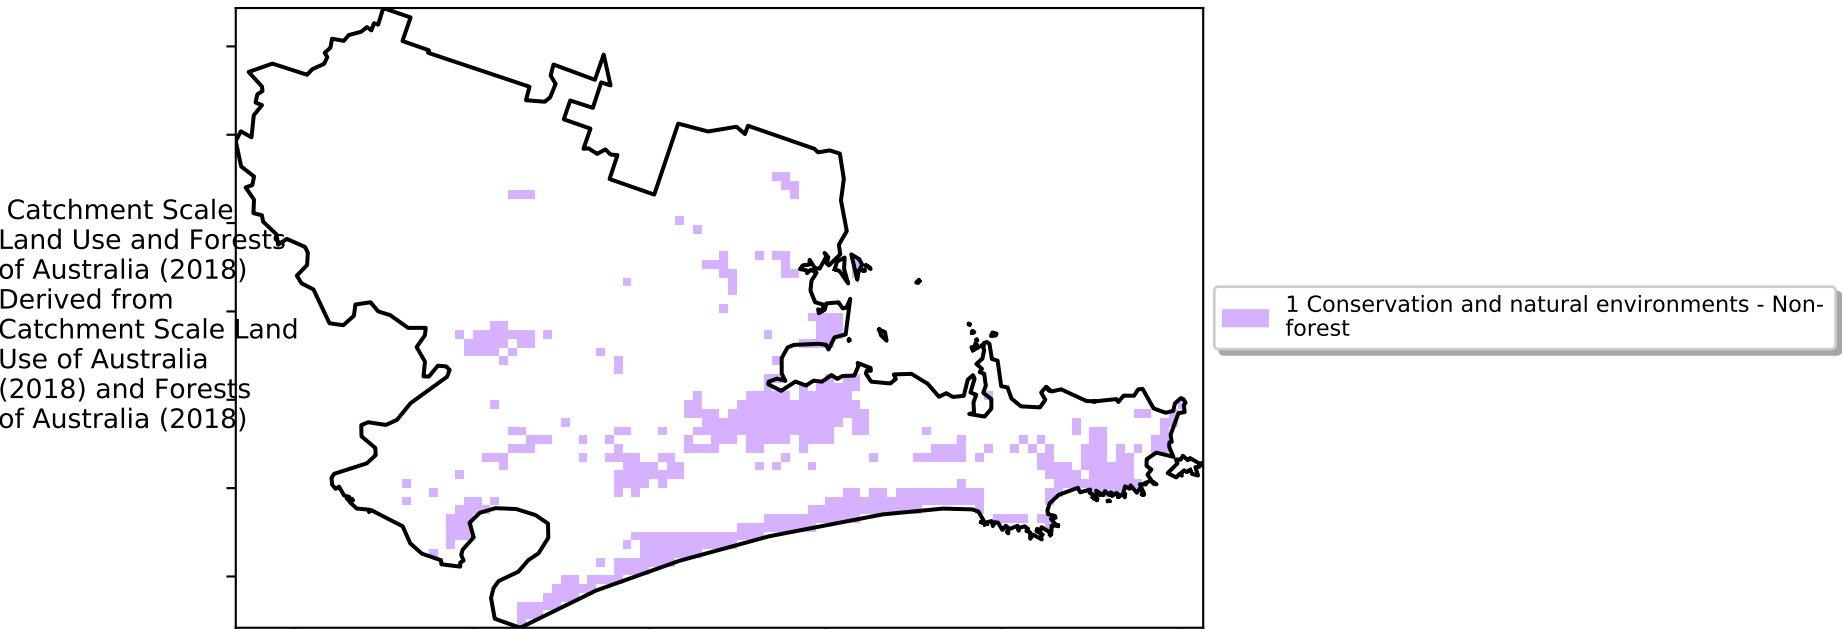 Catchment Scale
Land Use and Forests
of Australia (2018)
Derived from
Catchment Scale Land
Use of Australia
(2018) and Forests
of Australia (2018)
1 Conservation and natural environments - Non-
forest